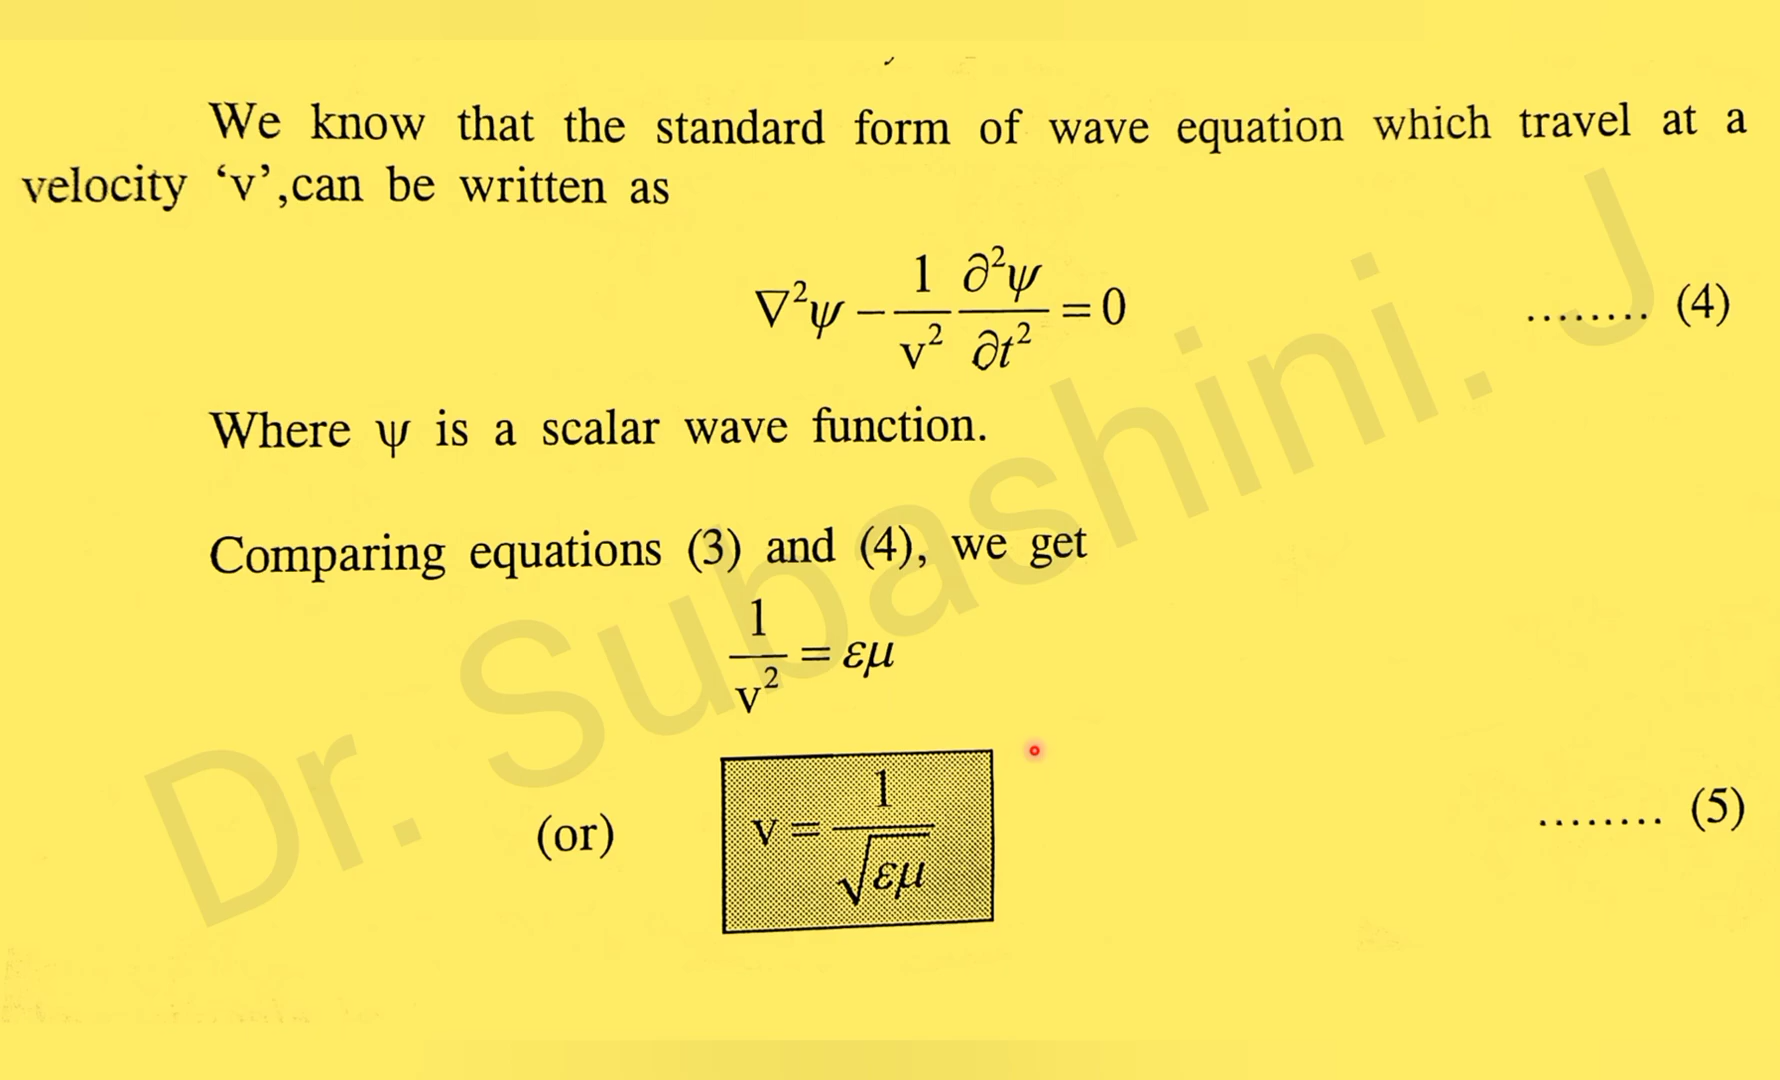 We know that the standard form of wave equation which travel at a
velocity ‘v’,can be written as
∇²ψ − 1/v² ∂²ψ/∂t² = 0 ........ (4)
Where ψ is a scalar wave function.
Comparing equations (3) and (4), we get
1/v² = εμ
(or) v = 1/√εμ ........ (5)
Dr. Subashini. J